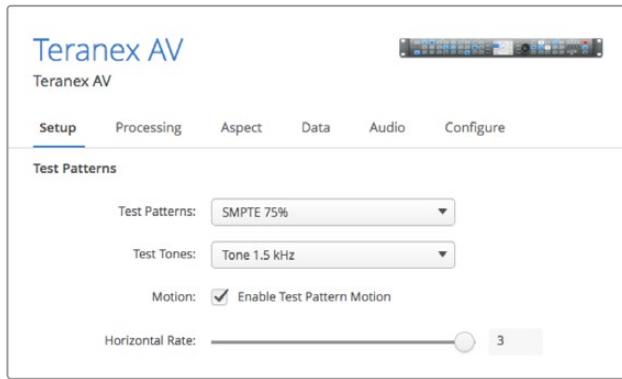 Teranex AV
Teranex AV
Setup Processing Aspect Data Audio Configure
Test Patterns
Test Patterns: SMPTE 75%
Test Tones: Tone 1.5 kHz
Motion: Enable Test Pattern Motion
Horizontal Rate: 3